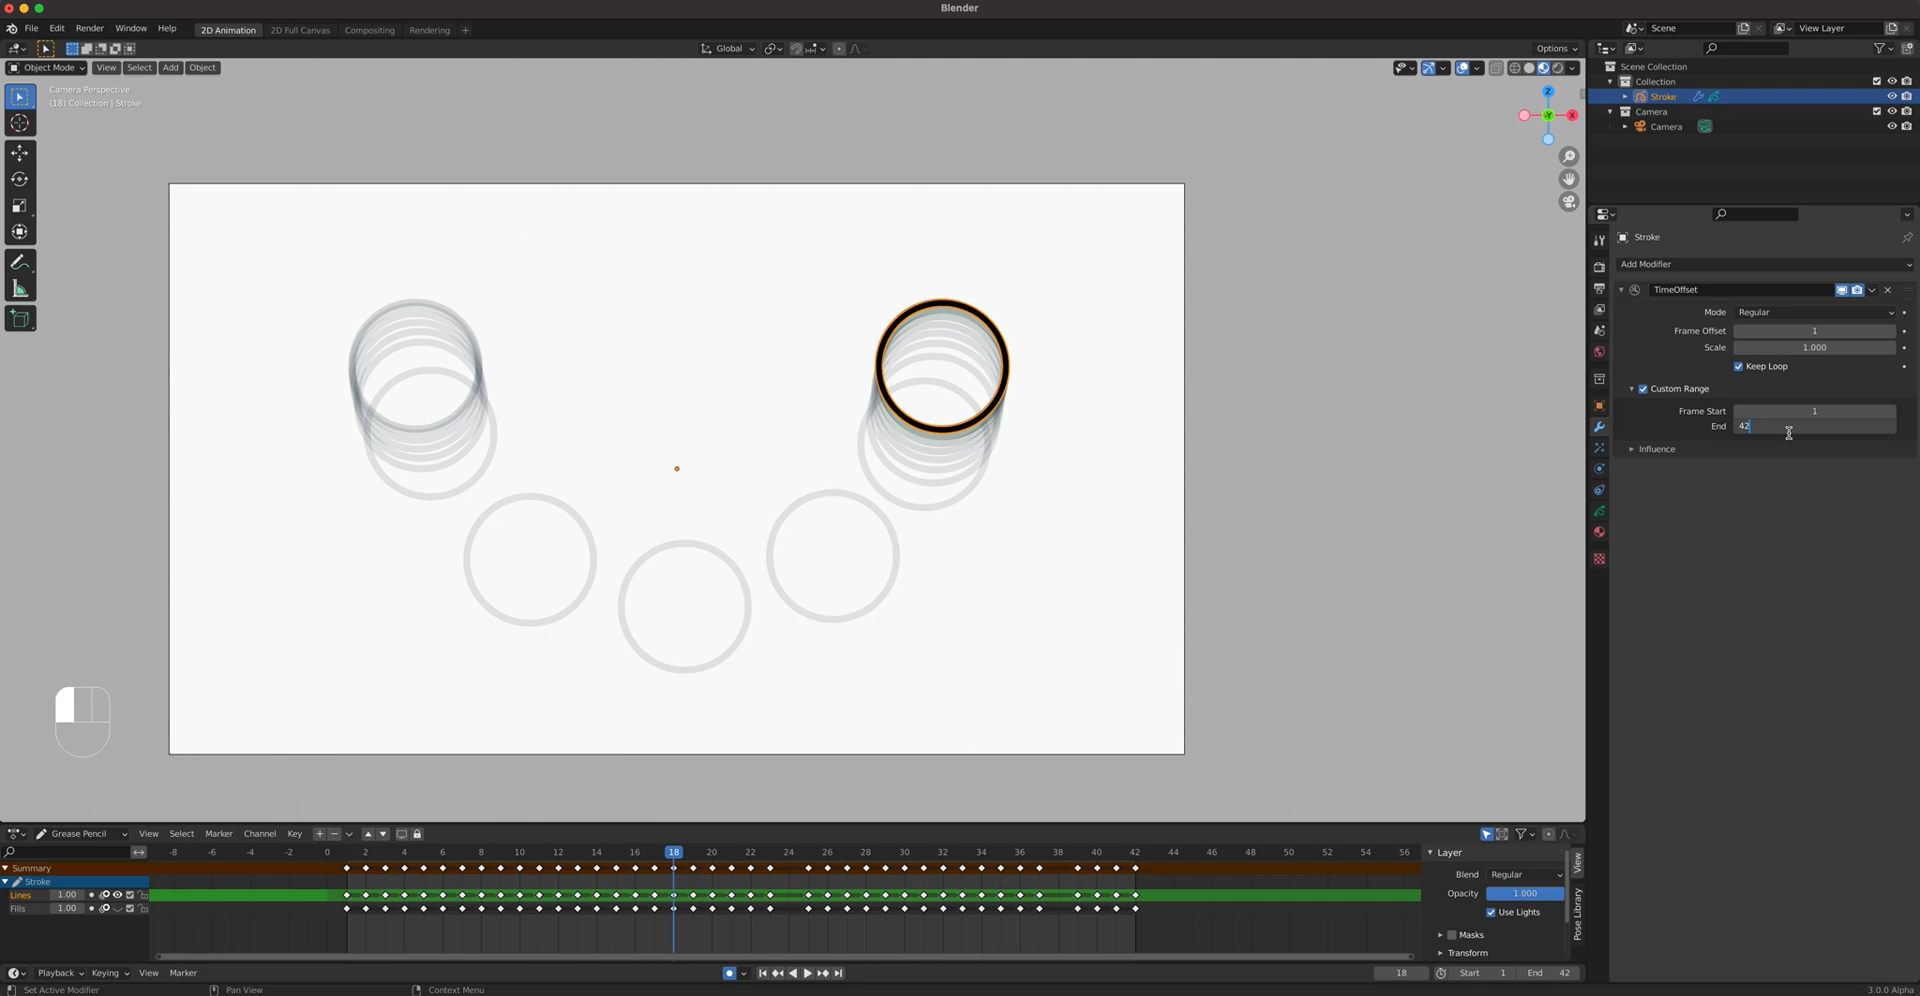 Blender
File Edit Render Window Help 2D Animation 2D Full Canvas Compositing Rendering + Scene View Layer
Global Options
Object Mode View Select Add Object
Camera Perspective
(18) Collection | Stroke
Z
-Y X
Scene Collection
Collection
Stroke
Camera
Camera
Stroke
Add Modifier
TimeOffset
Mode Regular
Frame Offset 1
Scale 1.000
Keep Loop
Custom Range
Frame Start 1
End 42
Influence
Grease Pencil View Select Marker Channel Key
-8 -6 -4 -2 0 2 4 6 8 10 12 14 16 18 20 22 24 26 28 30 32 34 36 38 40 42 44 46 48 50 52 54 56
Summary
Stroke
Lines 1.00
Fills 1.00
Layer
Blend Regular
Opacity 1.000
Use Lights
Masks
Transform
View
Pose Library
Playback Keying View Marker 18 Start 1 End 42
Set Active Modifier Pan View Context Menu 3.0.0 Alpha